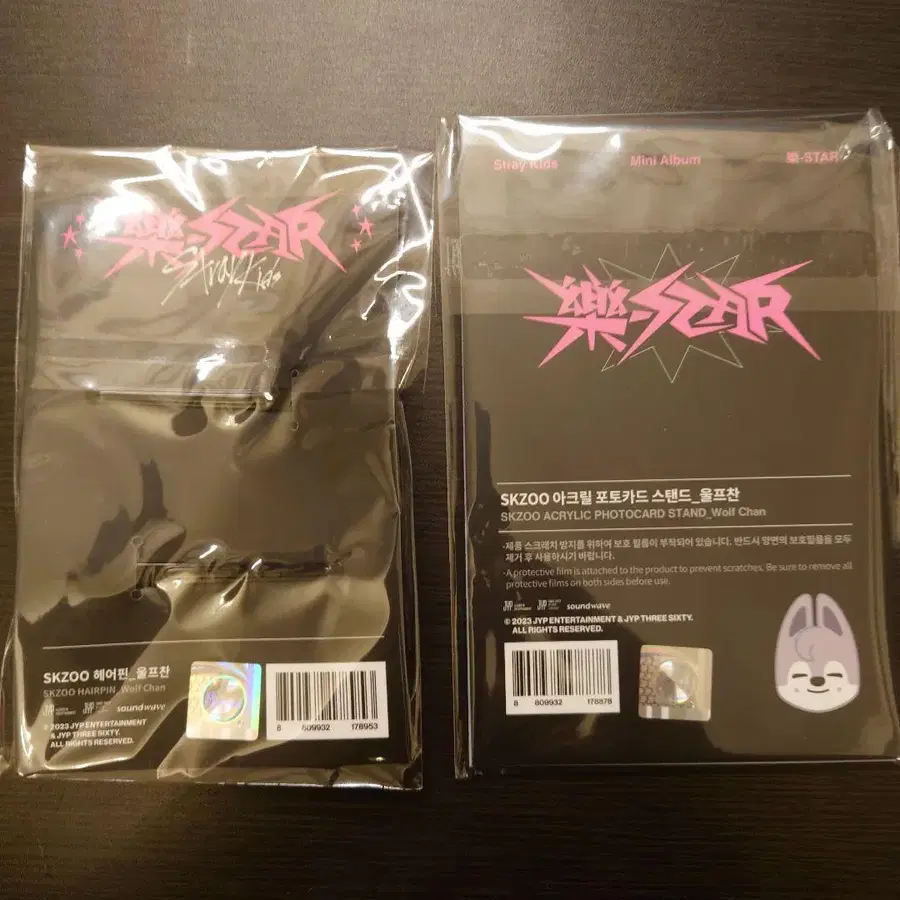 樂-STAR
Stray Kids
SKZOO 헤어핀_울프찬
SKZOO HAIRPIN_Wolf Chan
JYP
soundwave
© 2023 JYP ENTERTAINMENT
& JYP THREE SIXTY.
ALL RIGHTS RESERVED.
8 809932 178953
Stray Kids Mini Album 樂-STAR
樂-STAR
SKZOO 아크릴 포토카드 스탠드_울프찬
SKZOO ACRYLIC PHOTOCARD STAND_Wolf Chan
·제품 스크래치 방지를 위하여 보호 필름이 부착되어 있습니다. 반드시 양면의 보호필름을 모두
제거 후 사용하시기 바랍니다.
·A protective film is attached to the product to prevent scratches. Be sure to remove all
protective films on both sides before use.
JYP JYP soundwave
© 2023 JYP ENTERTAINMENT & JYP THREE SIXTY.
ALL RIGHTS RESERVED.
8 809932 178878